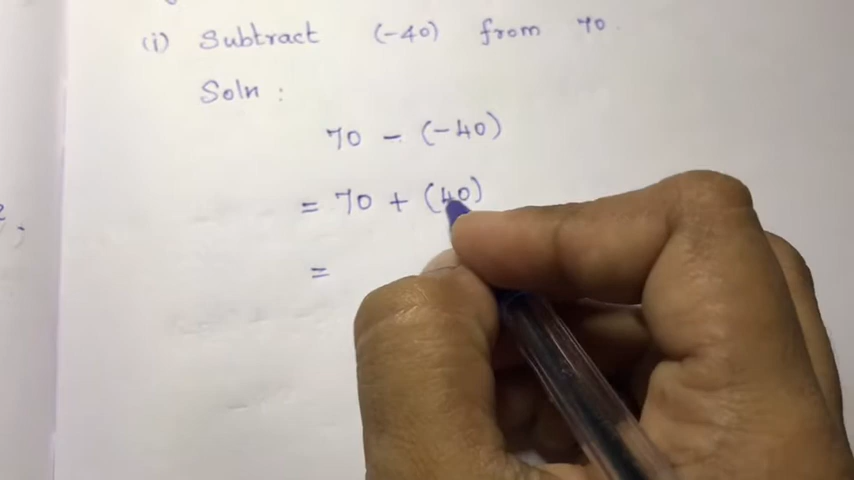 (i) Subtract (-40) from 70.
Soln :
70 - (-40)
= 70 + (40)
=